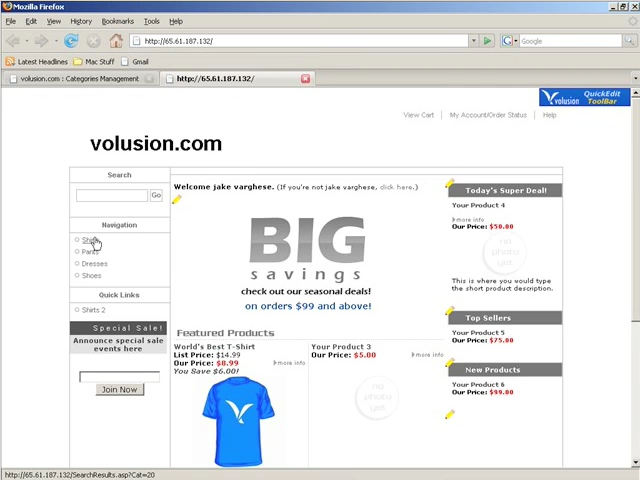 Mozilla Firefox
File Edit View History Bookmarks Tools Help
http://65.61.187.132/
Google
Latest Headlines Mac Stuff Gmail
volusion.com : Categories Management
http://65.61.187.132/
volusion QuickEdit ToolBar
View Cart My Account/Order Status Help
volusion.com
Search
Go
Navigation
Pants
Dresses
Shoes
Quick Links
Shirts 2
Special Sale!
Announce special sale
events here
Join Now
Welcome jake varghese. (If you're not jake varghese, click here.)
BIG
savings
check out our seasonal deals!
on orders $99 and above!
Featured Products
World's Best T-Shirt
List Price: $14.99
Our Price: $8.99
more info
You Save $6.00!
Product 3
Our Price: $5.00
more info
no
photo
yet
Today's Super Deal!
Your Product 4
more info
Our Price: $50.00
no
photo
yet
This is where you would type
the short product description.
Top Sellers
Your Product 5
Our Price: $75.00
New Products
Your Product 6
Our Price: $99.00
http://65.61.187.132/SearchResults.asp?Cat=20